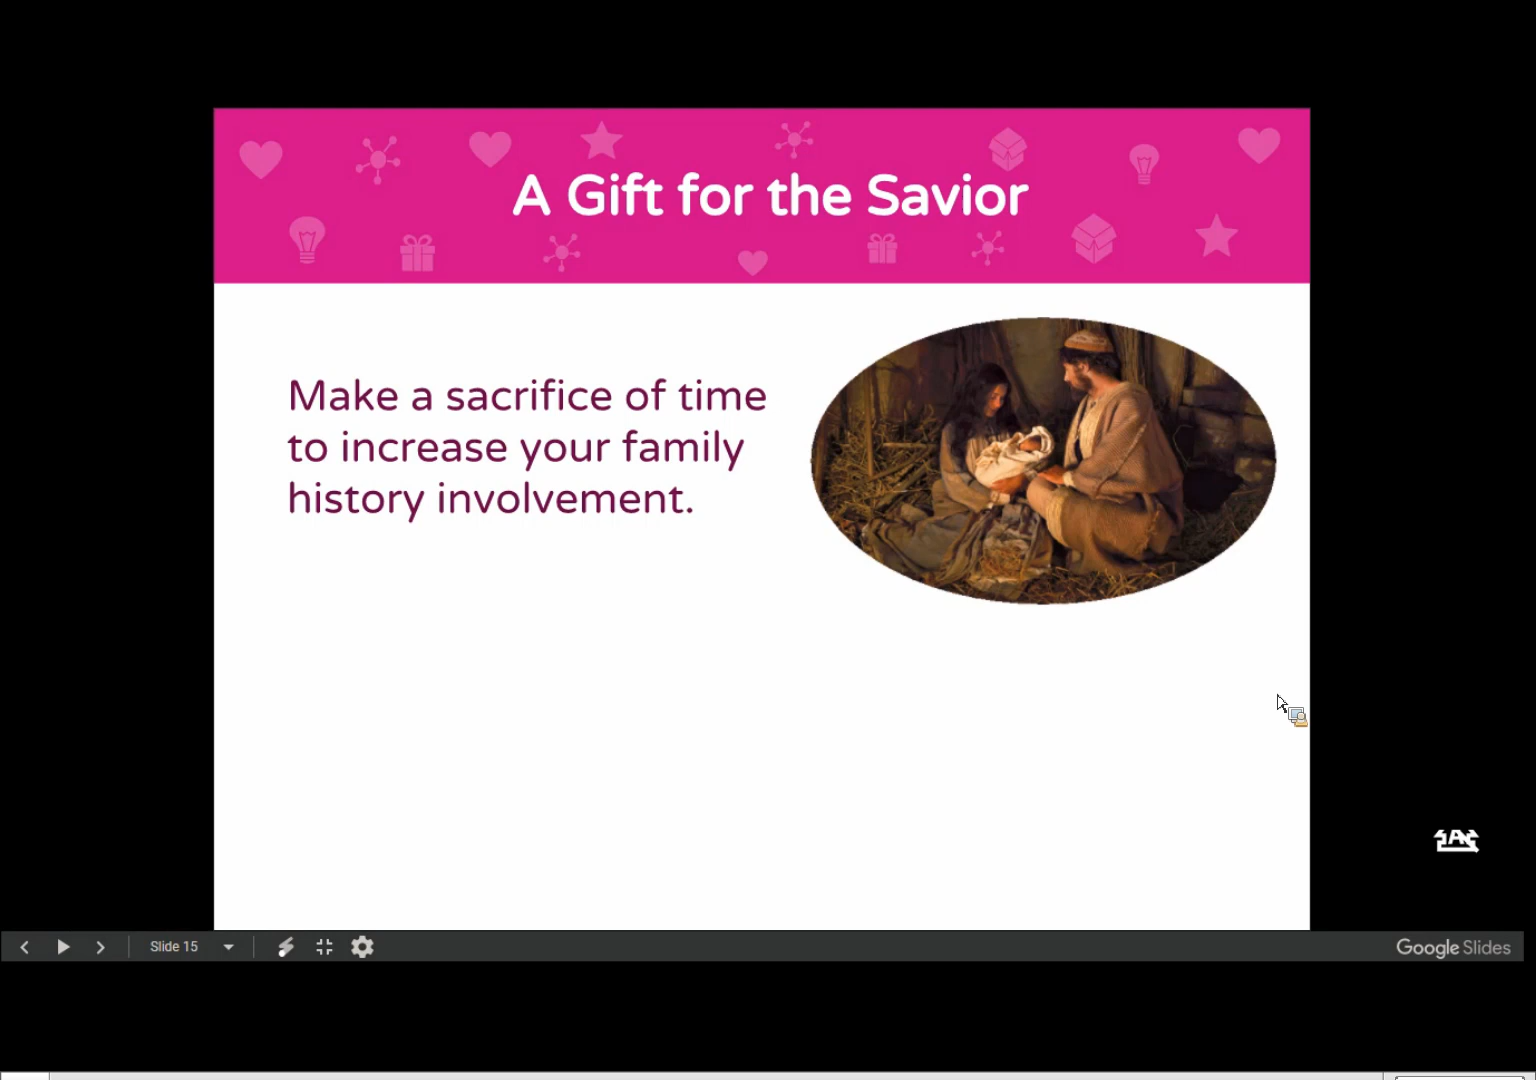 A Gift for the Savior
Make a sacrifice of time
to increase your family
history involvement.
Slide 15
Google Slides